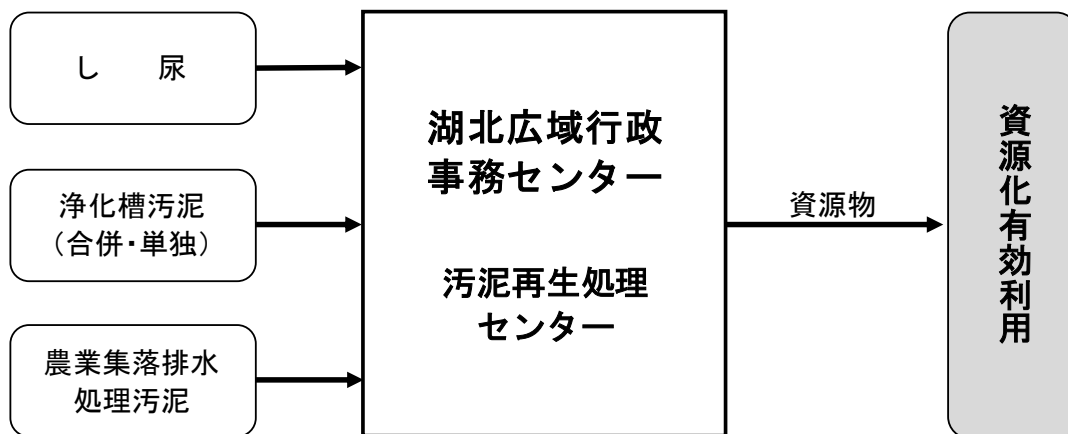 し　　尿
浄化槽汚泥
（合併・単独）
農業集落排水
処理汚泥
湖北広域行政
事務センター
汚泥再生処理
センター
資源物
資源化有効利用